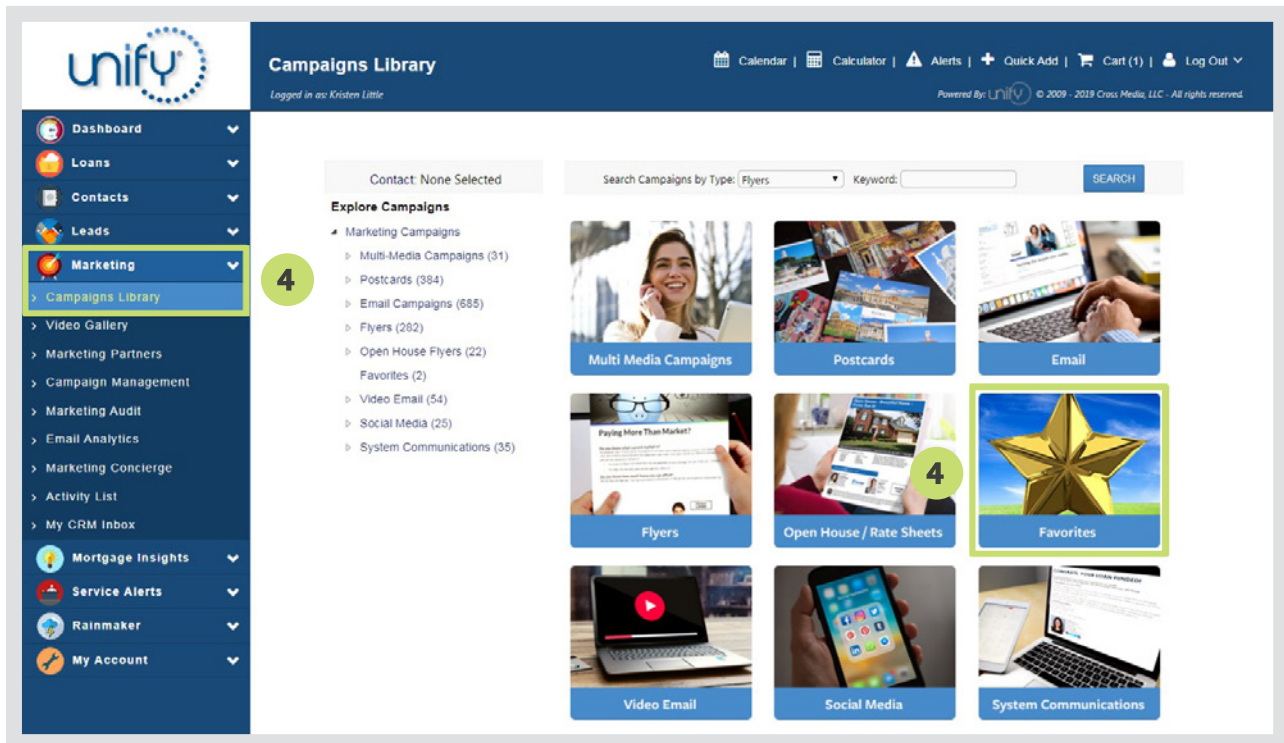 unify
Campaigns Library
Logged in as: Kristen Little
Calendar | Calculator | Alerts | Quick Add | Cart (1) | Log Out
Powered By: unify © 2009 - 2019 Cross Media, LLC - All rights reserved.
Dashboard
Loans
Contacts
Leads
Marketing
> Campaigns Library
> Video Gallery
> Marketing Partners
> Campaign Management
> Marketing Audit
> Email Analytics
> Marketing Concierge
> Activity List
> My CRM Inbox
Mortgage Insights
Service Alerts
Rainmaker
My Account
4
Contact: None Selected
Explore Campaigns
Marketing Campaigns
Multi-Media Campaigns (31)
Postcards (384)
Email Campaigns (685)
Flyers (282)
Open House Flyers (22)
Favorites (2)
Video Email (54)
Social Media (25)
System Communications (35)
Search Campaigns by Type: Flyers Keyword: SEARCH
Multi Media Campaigns
Postcards
Email
Paying More Than Market?
Flyers
Open House / Rate Sheets
4
Favorites
Video Email
Social Media
System Communications